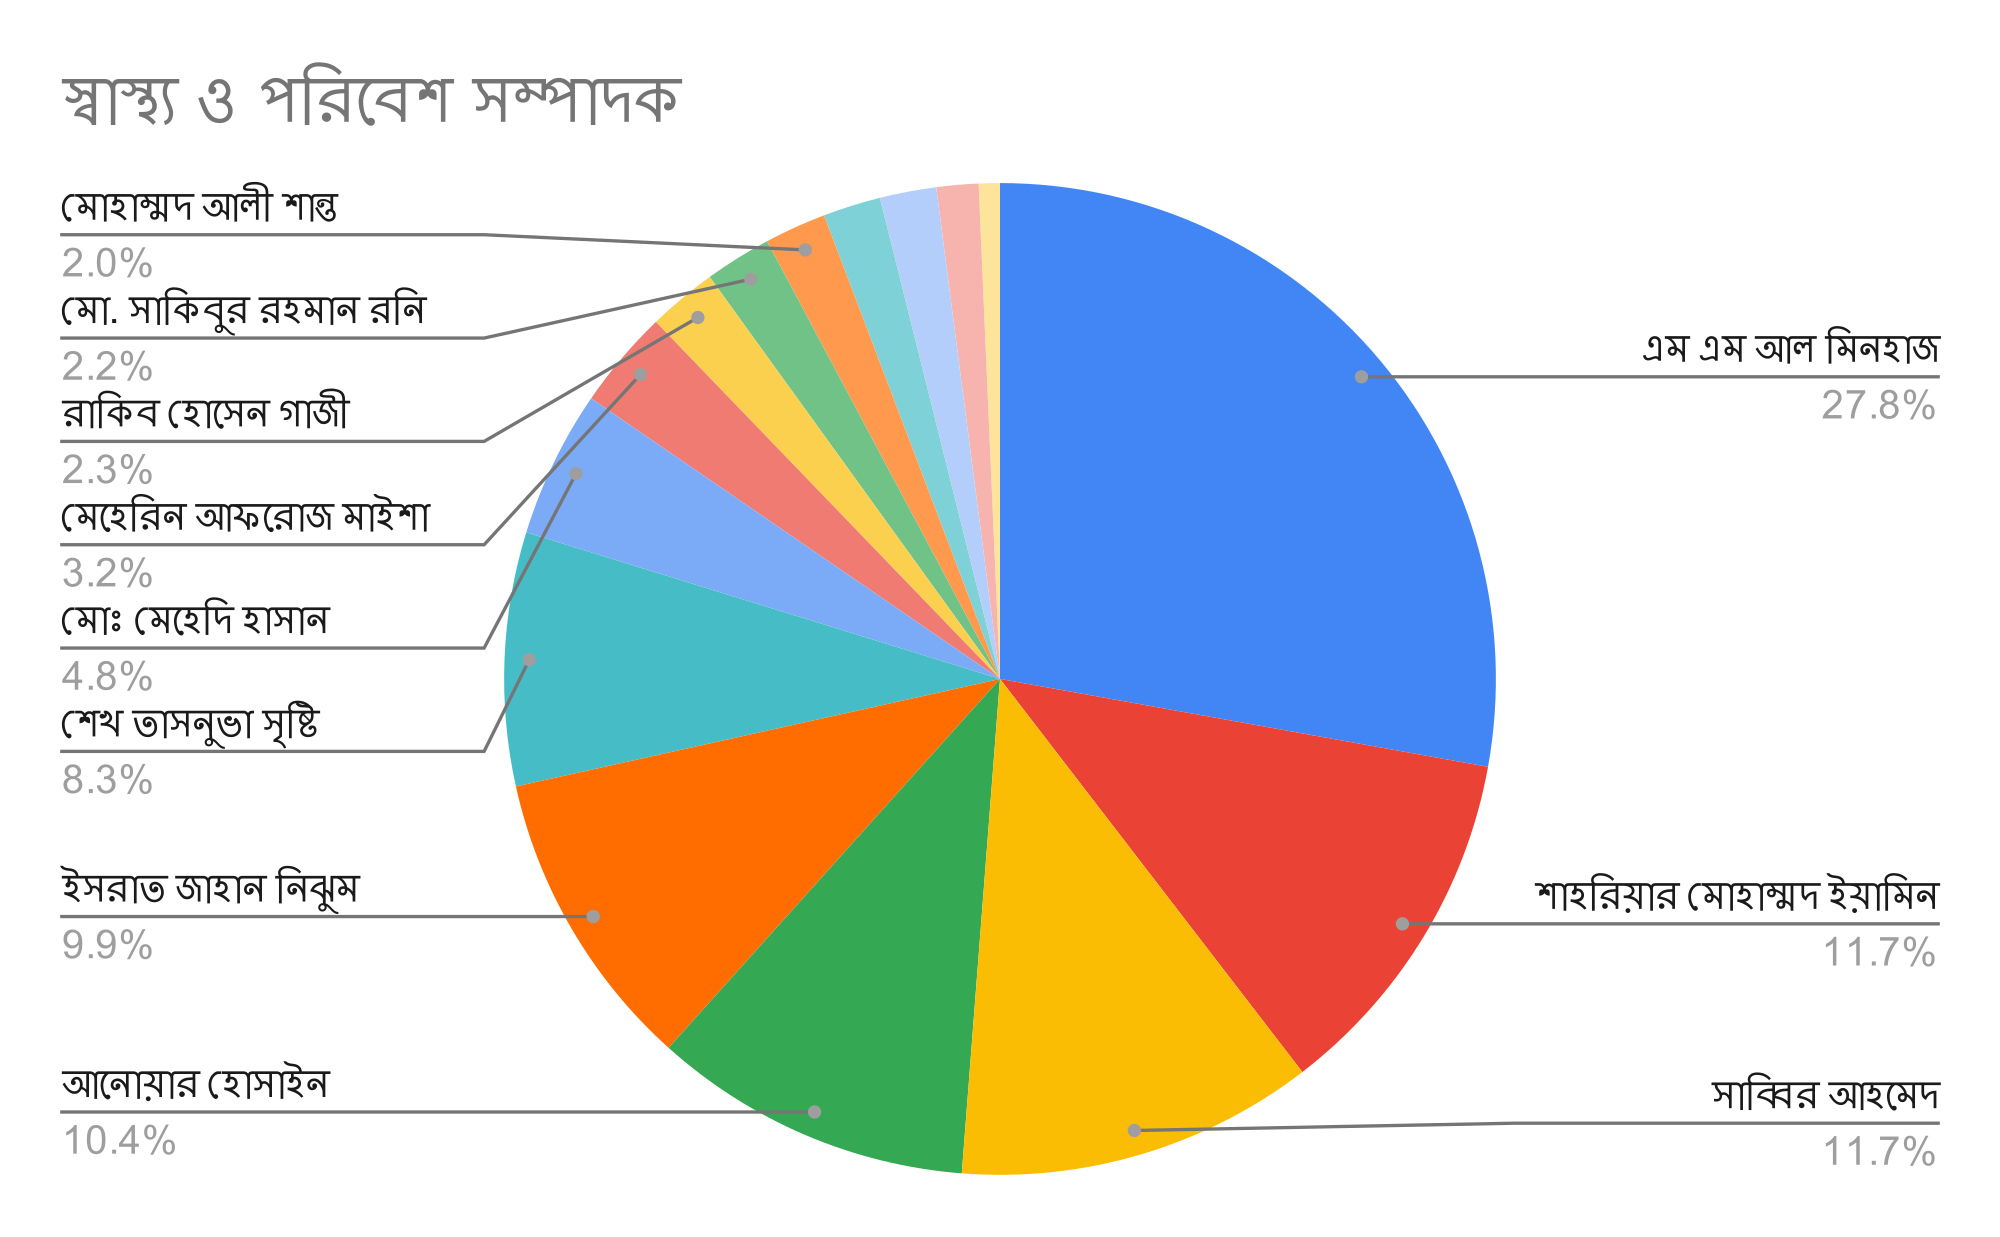 স্বাস্থ্য ও পরিবেশ সম্পাদক
মোহাম্মদ আলী শান্ত
2.0%
মো. সাকিবুর রহমান রনি
2.2%
রাকিব হোসেন গাজী
2.3%
মেহেরিন আফরোজ মাইশা
3.2%
মোঃ মেহেদি হাসান
4.8%
শেখ তাসনুভা সৃষ্টি
8.3%
ইসরাত জাহান নিঝুম
9.9%
আনোয়ার হোসাইন
10.4%
এম এম আল মিনহাজ
27.8%
শাহরিয়ার মোহাম্মদ ইয়ামিন
11.7%
সাব্বির আহমেদ
11.7%